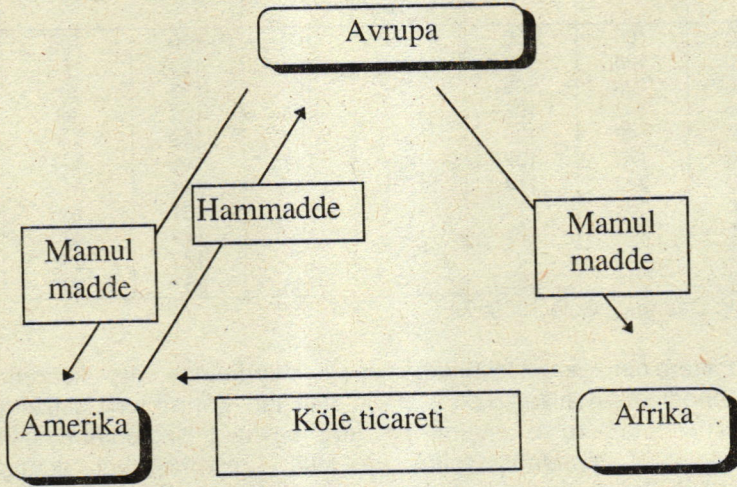 Avrupa
Hammadde
Mamul
madde
Mamul
madde
Amerika
Köle ticareti
Afrika